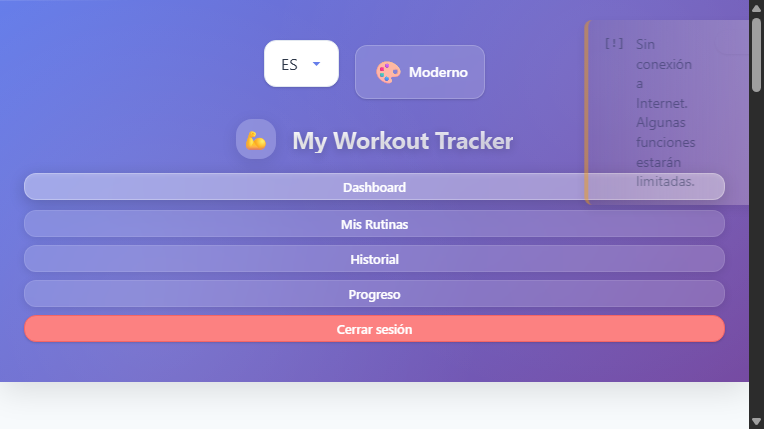 ES
Moderno
[!] Sin
conexión
a
Internet.
Algunas
funciones
estarán
limitadas.
My Workout Tracker
Dashboard
Mis Rutinas
Historial
Progreso
Cerrar sesión